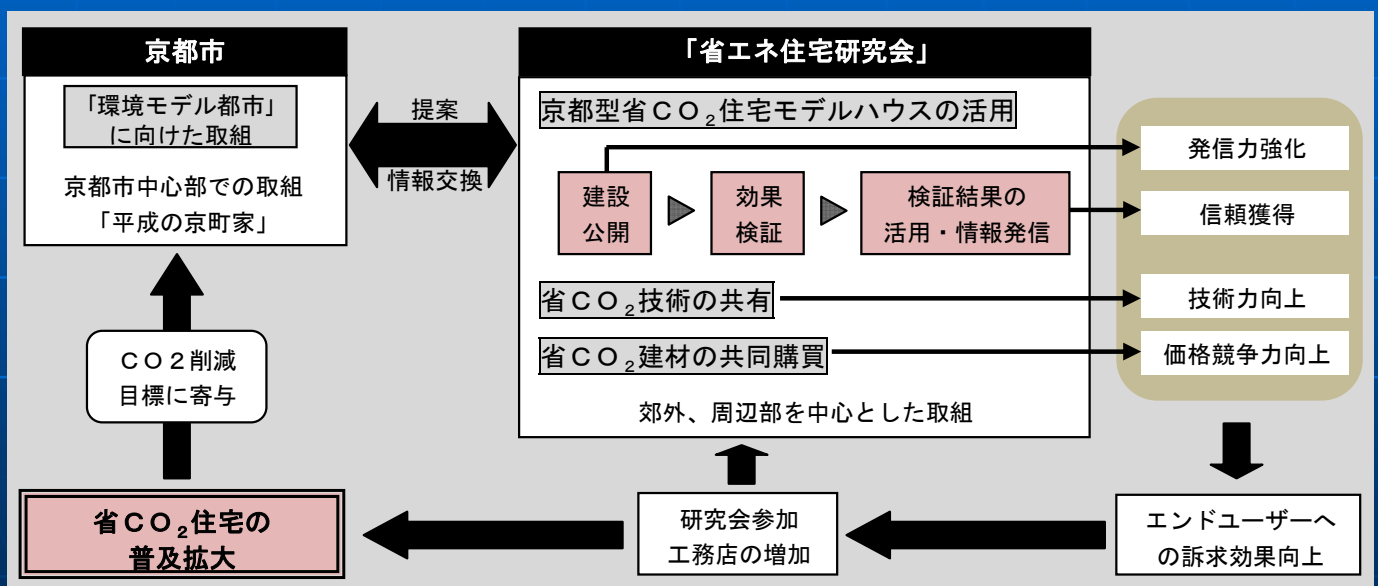 京都市
「環境モデル都市」
に向けた取組
京都市中心部での取組
「平成の京町家」
提案
情報交換
「省エネ住宅研究会」
京都型省ＣＯ₂住宅モデルハウスの活用
建設
公開
効果
検証
検証結果の
活用・情報発信
省ＣＯ₂技術の共有
省ＣＯ₂建材の共同購買
郊外、周辺部を中心とした取組
発信力強化
信頼獲得
技術力向上
価格競争力向上
ＣＯ２削減
目標に寄与
省ＣＯ₂住宅の
普及拡大
研究会参加
工務店の増加
エンドユーザーへ
の訴求効果向上